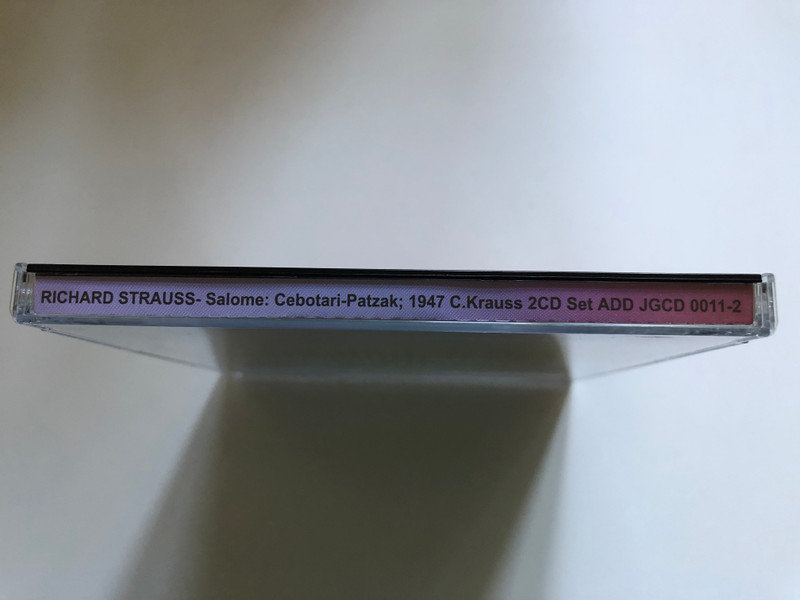 RICHARD STRAUSS- Salome: Cebotari-Patzak; 1947 C.Krauss 2CD Set ADD JGCD 0011-2